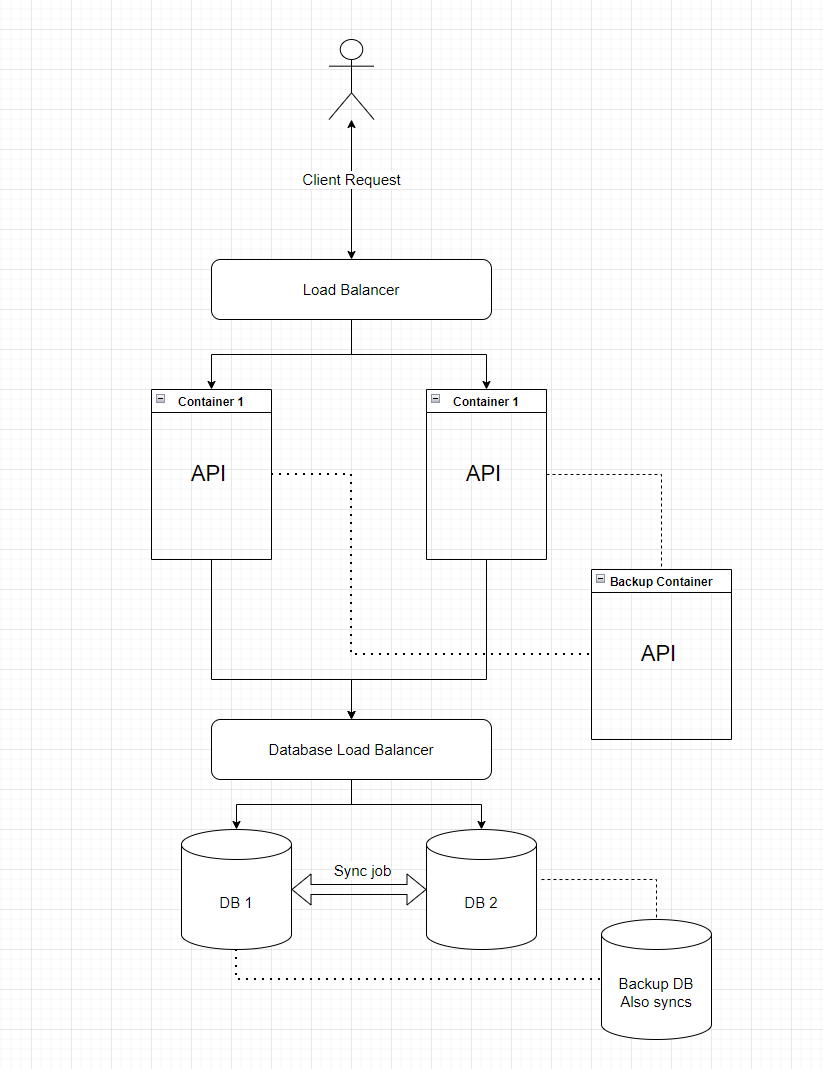 Client Request
Load Balancer
Container 1
Container 1
API
API
Backup Container
API
Database Load Balancer
Sync job
DB 1
DB 2
Backup DB
Also syncs